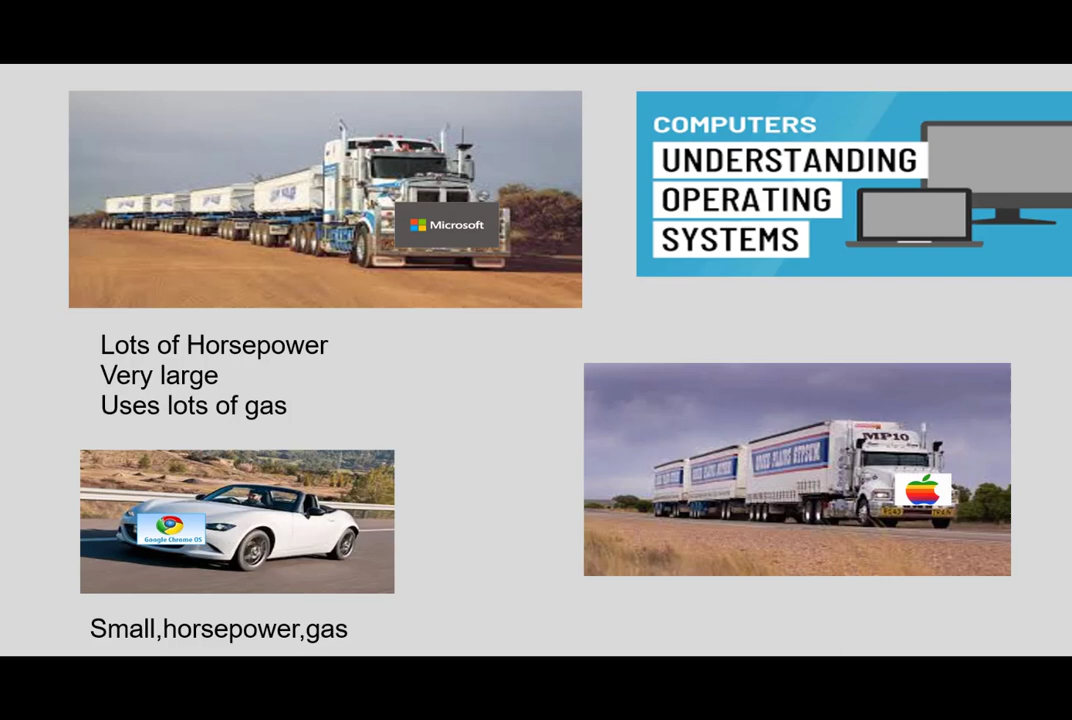 COMPUTERS
UNDERSTANDING
OPERATING
SYSTEMS
Microsoft
Lots of Horsepower
Very large
Uses lots of gas
MP10
Google Chrome OS
Small,horsepower,gas